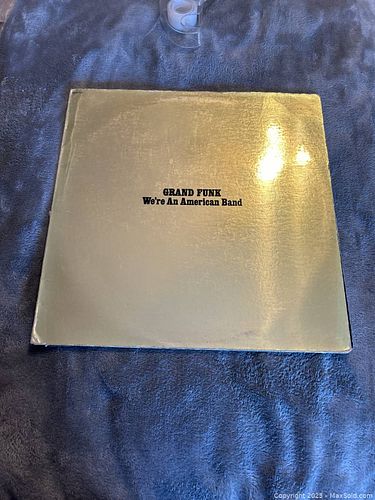 GRAND FUNK
We're An American Band
Copyright 2023 • MaxSold.com